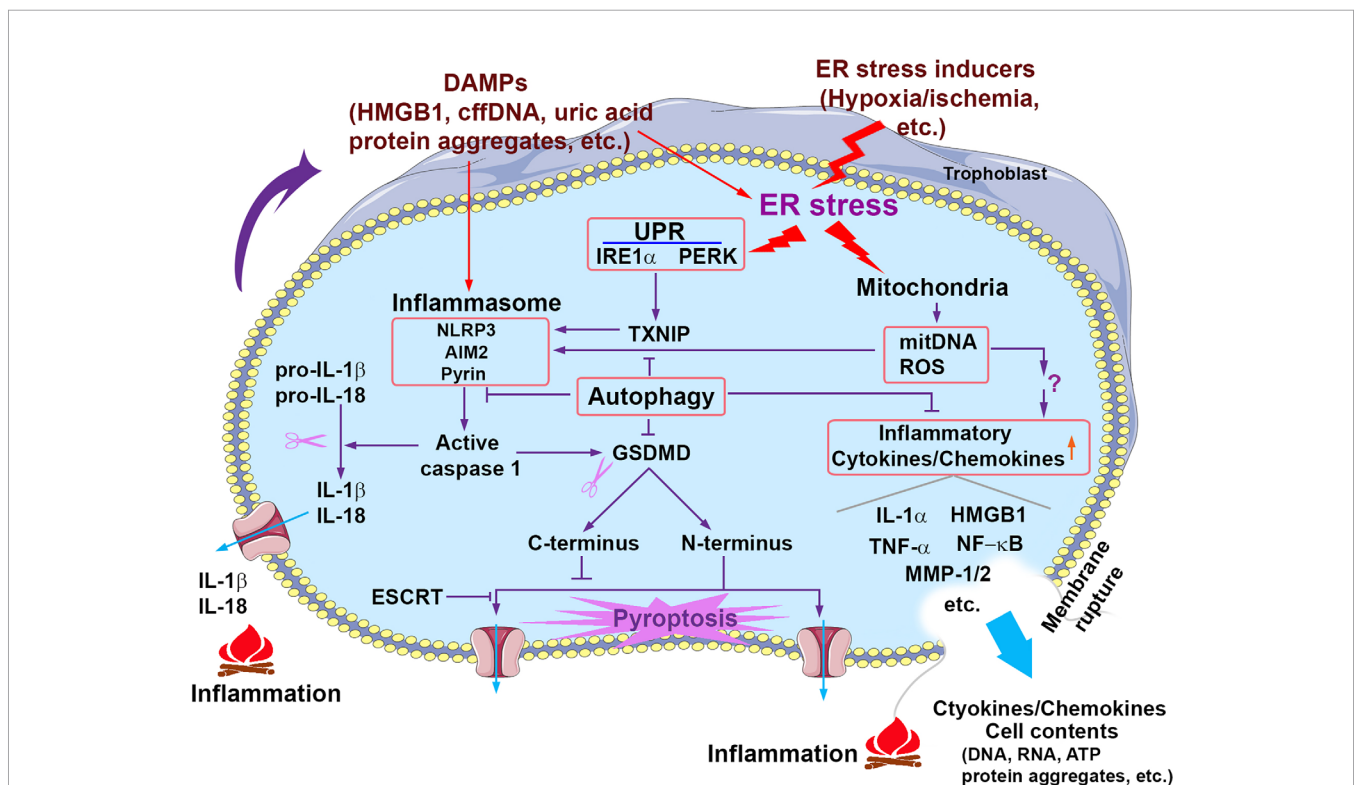 DAMPs
(HMGB1, cffDNA, uric acid
protein aggregates, etc.)
ER stress inducers
(Hypoxia/ischemia,
etc.)
Trophoblast
ER stress
UPR
IRE1α PERK
Mitochondria
Inflammasome
NLRP3
AIM2
Pyrin
TXNIP
mitDNA
ROS
?
pro-IL-1β
pro-IL-18
Autophagy
Active
caspase 1
GSDMD
Inflammatory
Cytokines/Chemokines
IL-1β
IL-18
IL-1α HMGB1
TNF-α NF-κB
MMP-1/2
etc.
C-terminus
N-terminus
Membrane
rupture
IL-1β
IL-18
ESCRT
Pyroptosis
Inflammation
Inflammation
Ctyokines/Chemokines
Cell contents
(DNA, RNA, ATP
protein aggregates, etc.)